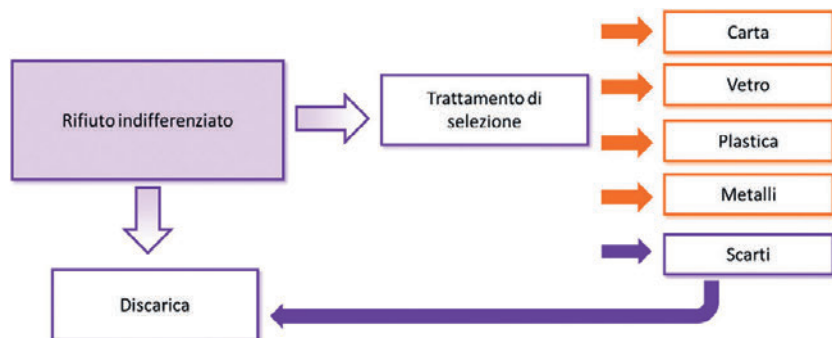 Rifiuto indifferenziato
Trattamento di
selezione
Carta
Vetro
Plastica
Metalli
Scarti
Discarica